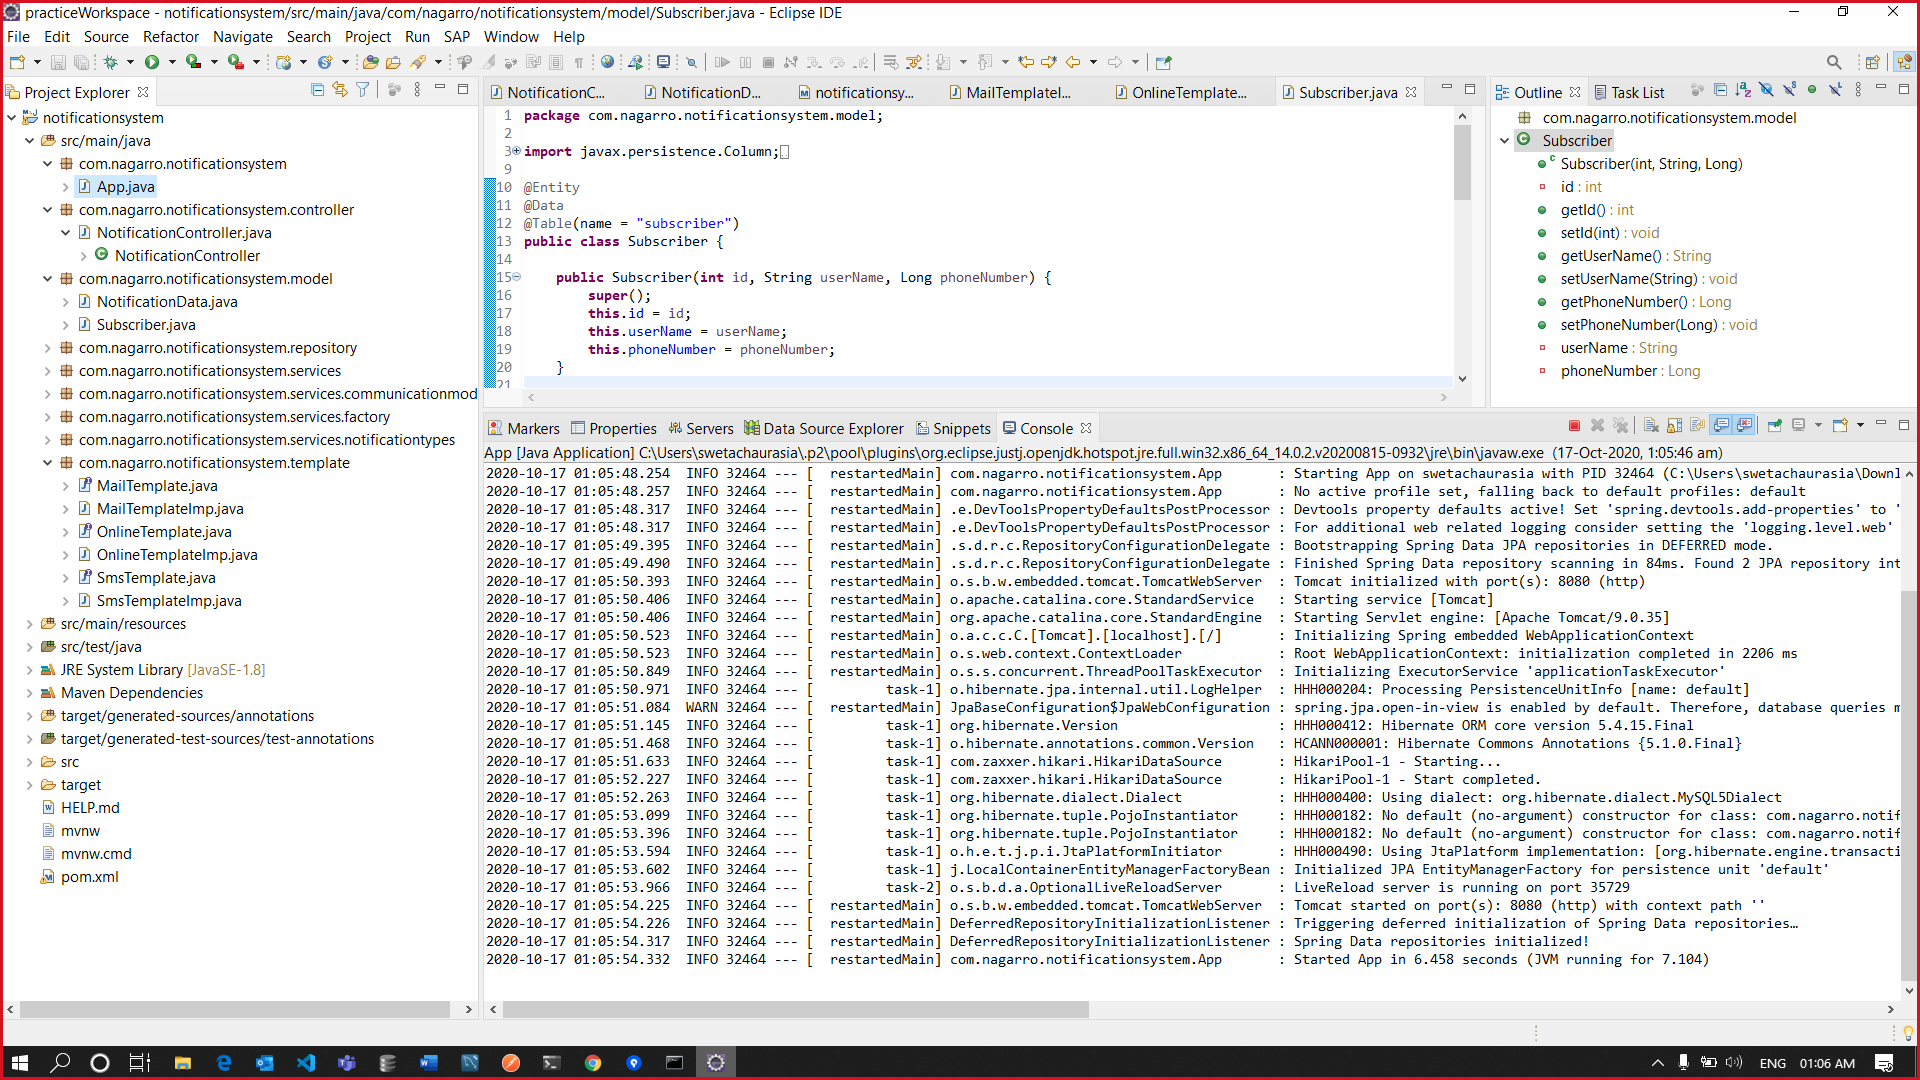 practiceWorkspace - notificationsystem/src/main/java/com/nagarro/notificationsystem/model/Subscriber.java - Eclipse IDE
File Edit Source Refactor Navigate Search Project Run SAP Window Help
Project Explorer
notificationsystem
src/main/java
com.nagarro.notificationsystem
App.java
com.nagarro.notificationsystem.controller
NotificationController.java
NotificationController
com.nagarro.notificationsystem.model
NotificationData.java
Subscriber.java
com.nagarro.notificationsystem.repository
com.nagarro.notificationsystem.services
com.nagarro.notificationsystem.services.communicationmod
com.nagarro.notificationsystem.services.factory
com.nagarro.notificationsystem.services.notificationtypes
com.nagarro.notificationsystem.template
MailTemplate.java
MailTemplateImp.java
OnlineTemplate.java
OnlineTemplateImp.java
SmsTemplate.java
SmsTemplateImp.java
src/main/resources
src/test/java
JRE System Library [JavaSE-1.8]
Maven Dependencies
target/generated-sources/annotations
target/generated-test-sources/test-annotations
src
target
HELP.md
mvnw
mvnw.cmd
pom.xml
NotificationC... NotificationD... notificationsy... MailTemplateI... OnlineTemplate... Subscriber.java
1 package com.nagarro.notificationsystem.model;
2
3 import javax.persistence.Column;
9
10 @Entity
11 @Data
12 @Table(name = "subscriber")
13 public class Subscriber {
14
15 public Subscriber(int id, String userName, Long phoneNumber) {
16 super();
17 this.id = id;
18 this.userName = userName;
19 this.phoneNumber = phoneNumber;
20 }
21
Outline Task List
com.nagarro.notificationsystem.model
Subscriber
Subscriber(int, String, Long)
id : int
getId() : int
setId(int) : void
getUserName() : String
setUserName(String) : void
getPhoneNumber() : Long
setPhoneNumber(Long) : void
userName : String
phoneNumber : Long
Markers Properties Servers Data Source Explorer Snippets Console
App [Java Application] C:\Users\swetachaurasia\.p2\pool\plugins\org.eclipse.justj.openjdk.hotspot.jre.full.win32.x86_64_14.0.2.v20200815-0932\jre\bin\javaw.exe (17-Oct-2020, 1:05:46 am)
2020-10-17 01:05:48.254 INFO 32464 --- [ restartedMain] com.nagarro.notificationsystem.App : Starting App on swetachaurasia with PID 32464 (C:\Users\swetachaurasia\Downl
2020-10-17 01:05:48.257 INFO 32464 --- [ restartedMain] com.nagarro.notificationsystem.App : No active profile set, falling back to default profiles: default
2020-10-17 01:05:48.317 INFO 32464 --- [ restartedMain] .e.DevToolsPropertyDefaultsPostProcessor : Devtools property defaults active! Set 'spring.devtools.add-properties' to '
2020-10-17 01:05:48.317 INFO 32464 --- [ restartedMain] .e.DevToolsPropertyDefaultsPostProcessor : For additional web related logging consider setting the 'logging.level.web'
2020-10-17 01:05:49.395 INFO 32464 --- [ restartedMain] .s.d.r.c.RepositoryConfigurationDelegate : Bootstrapping Spring Data JPA repositories in DEFERRED mode.
2020-10-17 01:05:49.490 INFO 32464 --- [ restartedMain] .s.d.r.c.RepositoryConfigurationDelegate : Finished Spring Data repository scanning in 84ms. Found 2 JPA repository int
2020-10-17 01:05:50.393 INFO 32464 --- [ restartedMain] o.s.b.w.embedded.tomcat.TomcatWebServer : Tomcat initialized with port(s): 8080 (http)
2020-10-17 01:05:50.406 INFO 32464 --- [ restartedMain] o.apache.catalina.core.StandardService : Starting service [Tomcat]
2020-10-17 01:05:50.406 INFO 32464 --- [ restartedMain] org.apache.catalina.core.StandardEngine : Starting Servlet engine: [Apache Tomcat/9.0.35]
2020-10-17 01:05:50.523 INFO 32464 --- [ restartedMain] o.a.c.c.C.[Tomcat].[localhost].[/] : Initializing Spring embedded WebApplicationContext
2020-10-17 01:05:50.523 INFO 32464 --- [ restartedMain] o.s.web.context.ContextLoader : Root WebApplicationContext: initialization completed in 2206 ms
2020-10-17 01:05:50.849 INFO 32464 --- [ restartedMain] o.s.s.concurrent.ThreadPoolTaskExecutor : Initializing ExecutorService 'applicationTaskExecutor'
2020-10-17 01:05:50.971 INFO 32464 --- [ task-1] o.hibernate.jpa.internal.util.LogHelper : HHH000204: Processing PersistenceUnitInfo [name: default]
2020-10-17 01:05:51.084 WARN 32464 --- [ restartedMain] JpaBaseConfiguration$JpaWebConfiguration : spring.jpa.open-in-view is enabled by default. Therefore, database queries m
2020-10-17 01:05:51.145 INFO 32464 --- [ task-1] org.hibernate.Version : HHH000412: Hibernate ORM core version 5.4.15.Final
2020-10-17 01:05:51.468 INFO 32464 --- [ task-1] o.hibernate.annotations.common.Version : HCANN000001: Hibernate Commons Annotations {5.1.0.Final}
2020-10-17 01:05:51.633 INFO 32464 --- [ task-1] com.zaxxer.hikari.HikariDataSource : HikariPool-1 - Starting...
2020-10-17 01:05:52.227 INFO 32464 --- [ task-1] com.zaxxer.hikari.HikariDataSource : HikariPool-1 - Start completed.
2020-10-17 01:05:52.263 INFO 32464 --- [ task-1] org.hibernate.dialect.Dialect : HHH000400: Using dialect: org.hibernate.dialect.MySQL5Dialect
2020-10-17 01:05:53.099 INFO 32464 --- [ task-1] org.hibernate.tuple.PojoInstantiator : HHH000182: No default (no-argument) constructor for class: com.nagarro.notif
2020-10-17 01:05:53.396 INFO 32464 --- [ task-1] org.hibernate.tuple.PojoInstantiator : HHH000182: No default (no-argument) constructor for class: com.nagarro.notif
2020-10-17 01:05:53.594 INFO 32464 --- [ task-1] o.h.e.t.j.p.i.JtaPlatformInitiator : HHH000490: Using JtaPlatform implementation: [org.hibernate.engine.transacti
2020-10-17 01:05:53.602 INFO 32464 --- [ task-1] j.LocalContainerEntityManagerFactoryBean : Initialized JPA EntityManagerFactory for persistence unit 'default'
2020-10-17 01:05:53.966 INFO 32464 --- [ task-2] o.s.b.d.a.OptionalLiveReloadServer : LiveReload server is running on port 35729
2020-10-17 01:05:54.225 INFO 32464 --- [ restartedMain] o.s.b.w.embedded.tomcat.TomcatWebServer : Tomcat started on port(s): 8080 (http) with context path ''
2020-10-17 01:05:54.226 INFO 32464 --- [ restartedMain] DeferredRepositoryInitializationListener : Triggering deferred initialization of Spring Data repositories…
2020-10-17 01:05:54.317 INFO 32464 --- [ restartedMain] DeferredRepositoryInitializationListener : Spring Data repositories initialized!
2020-10-17 01:05:54.332 INFO 32464 --- [ restartedMain] com.nagarro.notificationsystem.App : Started App in 6.458 seconds (JVM running for 7.104)
ENG 01:06 AM